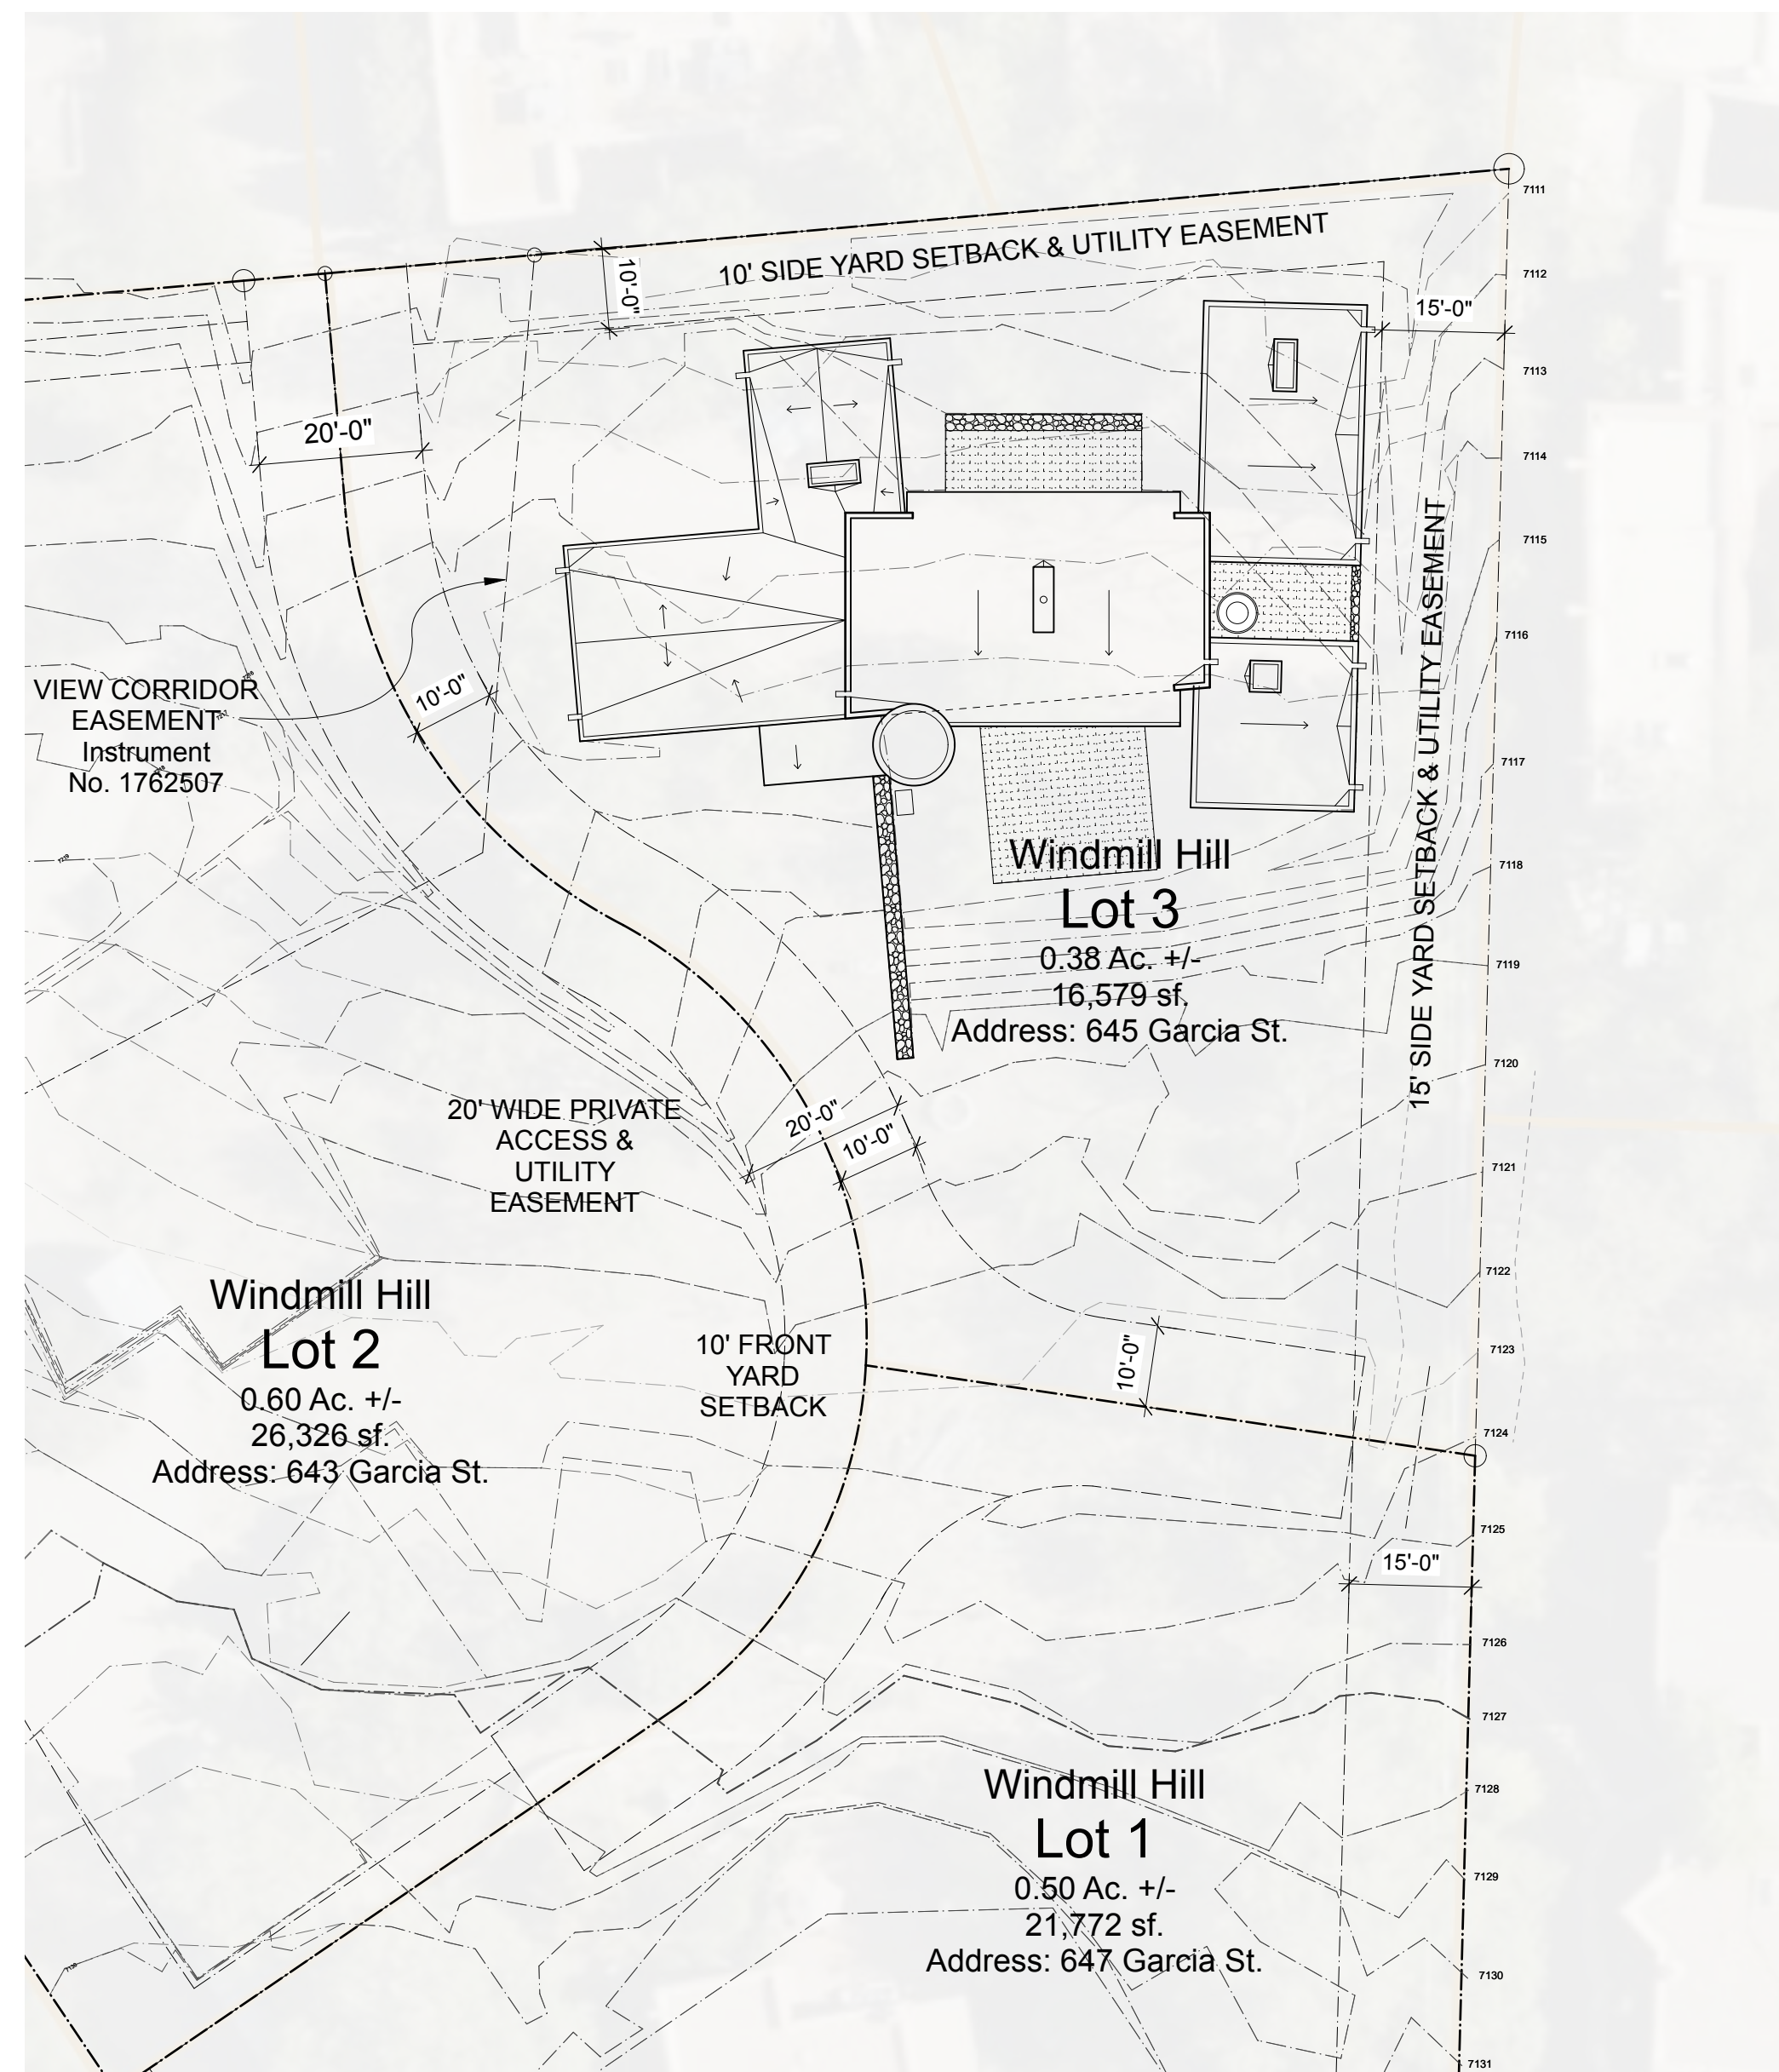 7111
10' SIDE YARD SETBACK & UTILITY EASEMENT
7112
10'-0"
15'-0"
7113
20'-0"
7114
7115
15' SIDE YARD SETBACK & UTILITY EASEMENT
7116
VIEW CORRIDOR
EASEMENT
Instrument
No. 1762507
10'-0"
7117
Windmill Hill
Lot 3
0.38 Ac. +/-
16,579 sf.
Address: 645 Garcia St.
7118
7119
7120
20' WIDE PRIVATE
ACCESS &
UTILITY
EASEMENT
20'-0"
10'-0"
7121
7122
Windmill Hill
Lot 2
0.60 Ac. +/-
26,326 sf.
Address: 643 Garcia St.
10' FRONT
YARD
SETBACK
10'-0"
7123
7124
7125
15'-0"
7126
7127
Windmill Hill
Lot 1
0.50 Ac. +/-
21,772 sf.
Address: 647 Garcia St.
7128
7129
7130
7131